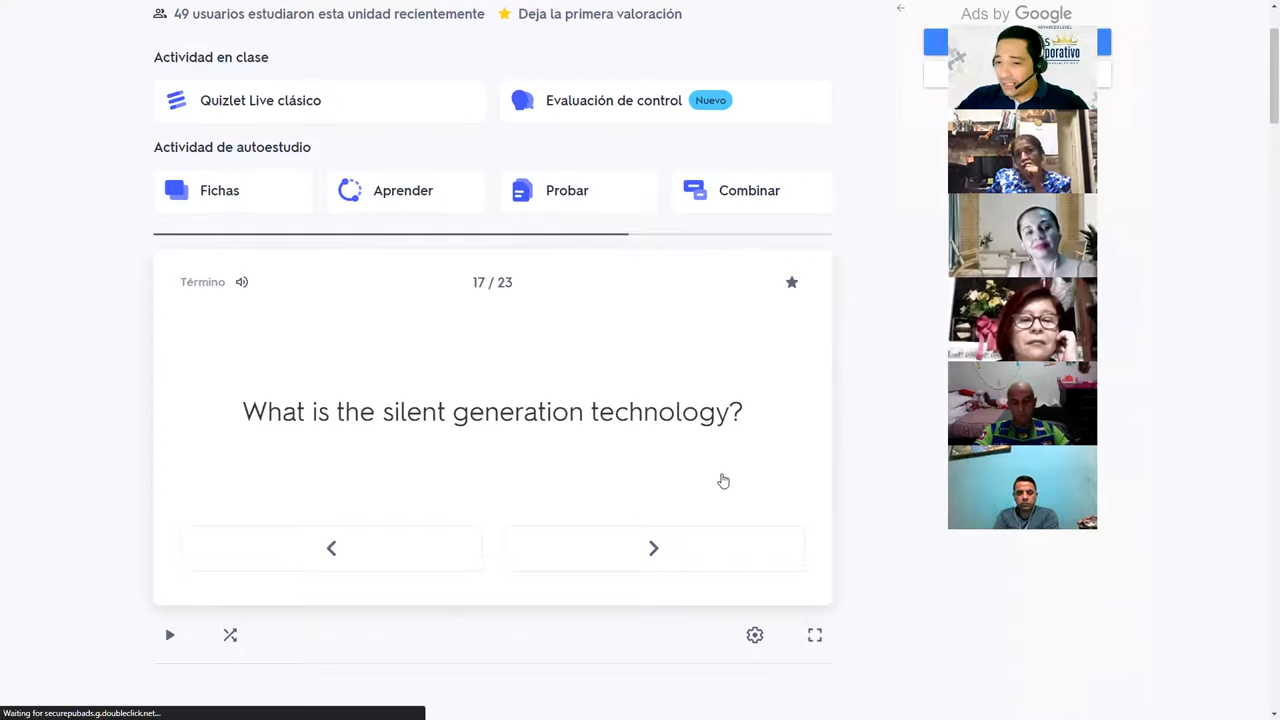 49 usuarios estudiaron esta unidad recientemente
Deja la primera valoración
Ads by Google
Actividad en clase
Quizlet Live clásico
Evaluación de control
Nuevo
Actividad de autoestudio
Fichas
Aprender
Probar
Combinar
Término
17 / 23
What is the silent generation technology?
Waiting for securepubads.g.doubleclick.net...